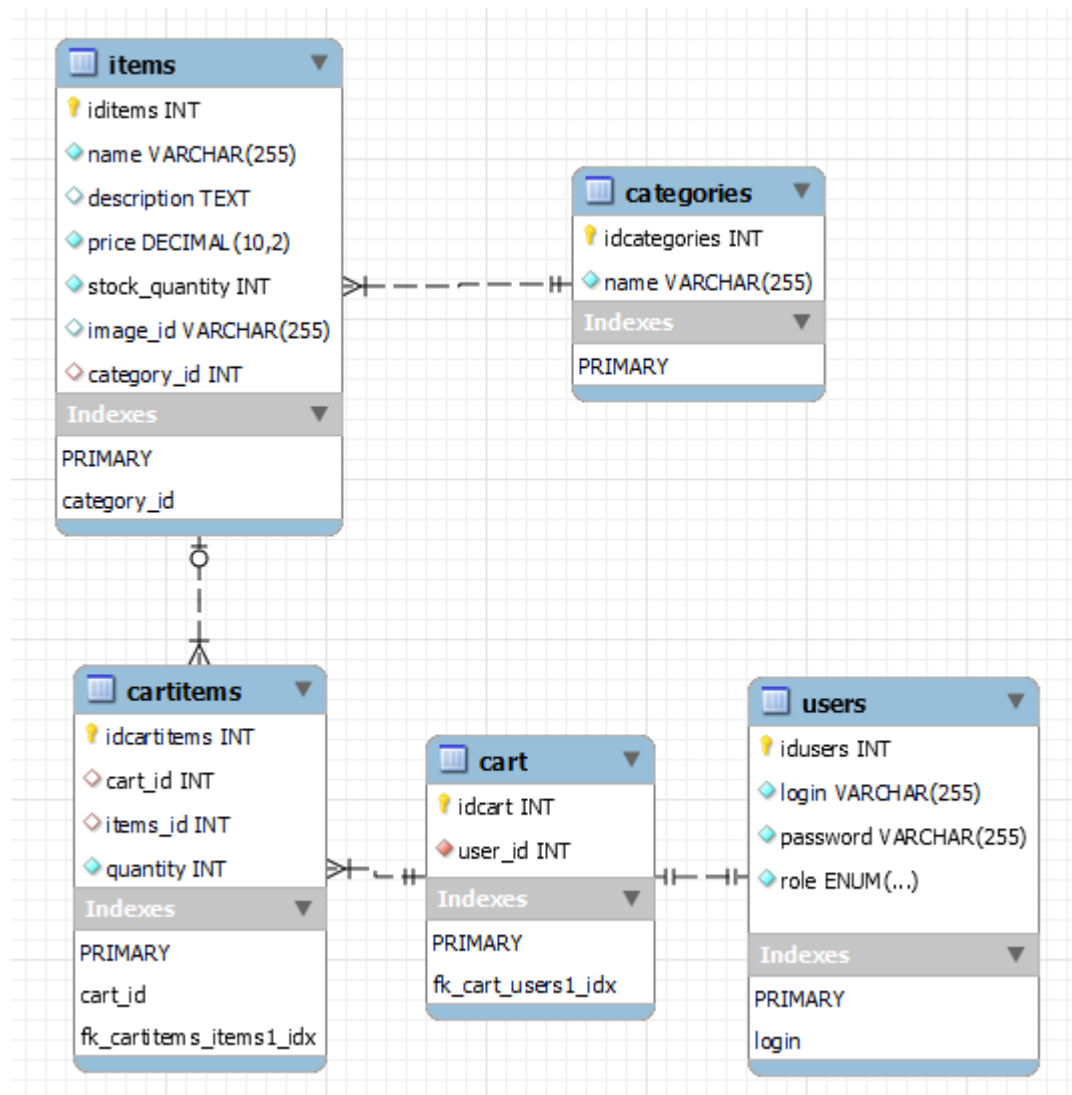 items
iditems INT
name VARCHAR(255)
description TEXT
price DECIMAL(10,2)
stock_quantity INT
image_id VARCHAR(255)
category_id INT
Indexes
PRIMARY
category_id
categories
idcategories INT
name VARCHAR(255)
Indexes
PRIMARY
cartitems
idcartitems INT
cart_id INT
items_id INT
quantity INT
Indexes
PRIMARY
cart_id
fk_cartitems_items1_idx
cart
idcart INT
user_id INT
Indexes
PRIMARY
fk_cart_users1_idx
users
idusers INT
login VARCHAR(255)
password VARCHAR(255)
role ENUM(...)
Indexes
PRIMARY
login